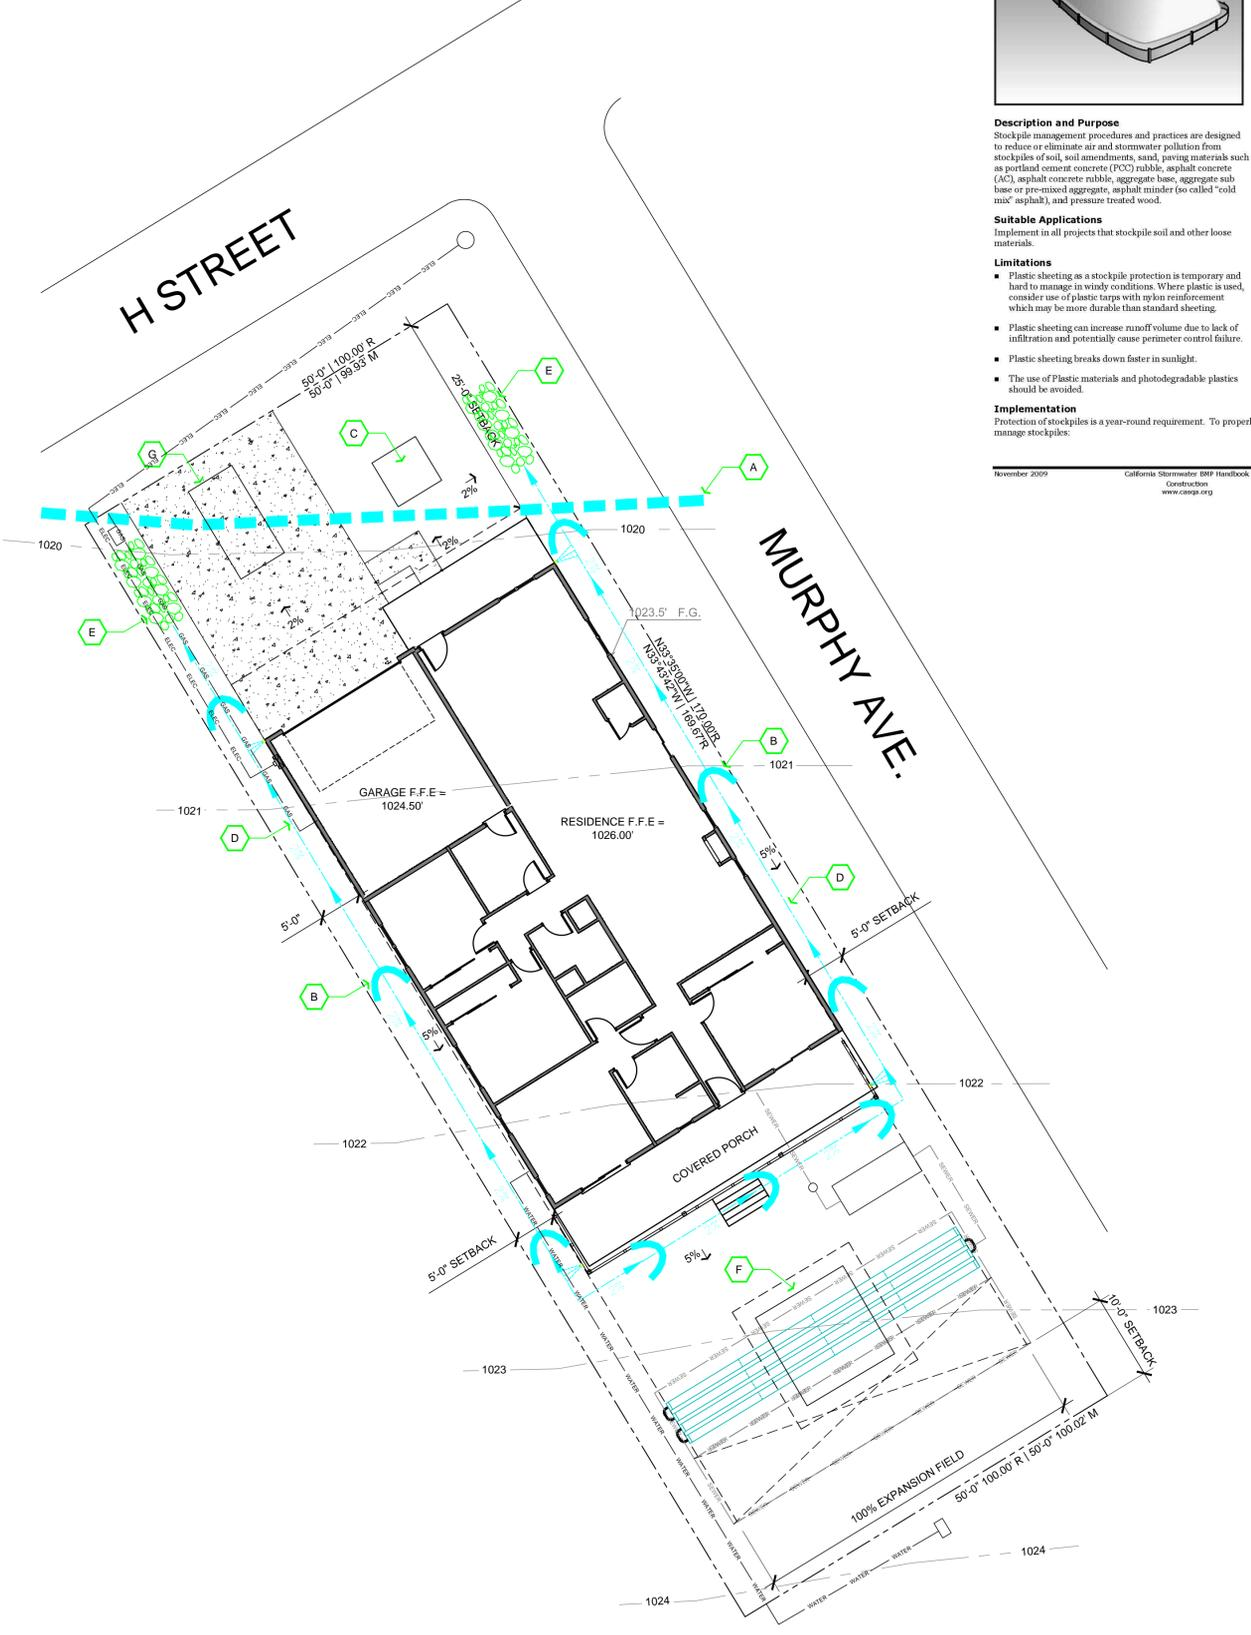 Description and Purpose
Stockpile management procedures and practices are designed
to reduce or eliminate air and stormwater pollution from
stockpiles of soil, soil amendments, sand, paving materials such
as portland cement concrete (PCC) rubble, asphalt concrete
(AC), asphalt concrete rubble, aggregate base, aggregate sub
base or pre-mixed aggregate, asphalt minder (so called "cold
mix" asphalt), and pressure treated wood.
Suitable Applications
Implement in all projects that stockpile soil and other loose
materials.
Limitations
■ Plastic sheeting as a stockpile protection is temporary and
hard to manage in windy conditions. Where plastic is used,
consider use of plastic tarps with nylon reinforcement
which may be more durable than standard sheeting.
■ Plastic sheeting can increase runoff volume due to lack of
infiltration and potentially cause perimeter control failure.
■ Plastic sheeting breaks down faster in sunlight.
■ The use of Plastic materials and photodegradable plastics
should be avoided.
Implementation
Protection of stockpiles is a year-round requirement. To properl
manage stockpiles:
November 2009
California Stormwater BMP Handbook
Construction
www.casqa.org
H STREET
ELEC
50'-0" | 100.00' R
50'-0" | 99.93' M
25'-0" SETBACK
E
C
G
A
2%
1020
1020
2%
MURPHY AVE.
2%
E
1023.5' F.G.
N33°35'00"W | 170.00'R
N33°43'42"W | 169.67'R
GAS
ELEC
B
1021
1021
GARAGE F.F.E =
1024.50'
RESIDENCE F.F.E =
1026.00'
D
5%
D
5'-0"
5'-0" SETBACK
B
5%
1022
1022
SEWER
COVERED PORCH
WATER
5'-0" SETBACK
5%
F
SEWER
1023
1023
10'-0" SETBACK
50'-0" 100.00' R | 50'-0" 100.02' M
100% EXPANSION FIELD
WATER
1024
1024